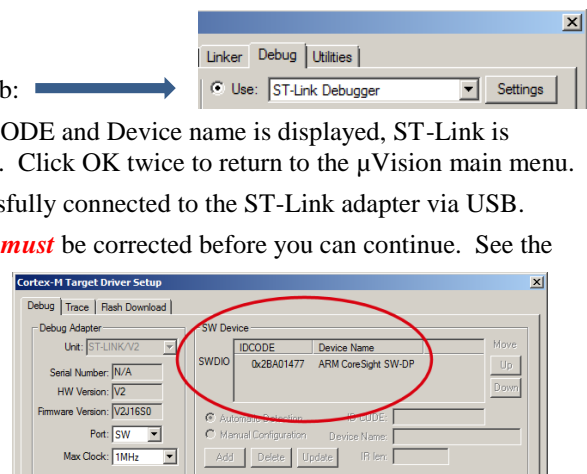 Linker Debug Utilities
b:
Use: ST-Link Debugger Settings
CODE and Device name is displayed, ST-Link is
. Click OK twice to return to the µVision main menu.
sfully connected to the ST-Link adapter via USB.
must be corrected before you can continue. See the
Cortex-M Target Driver Setup
Debug Trace Flash Download
Debug Adapter
SW Device
Unit: ST-LINK/V2
IDCODE Device Name
Move
SWDIO 0x2BA01477 ARM CoreSight SW-DP
Up
Serial Number: N/A
Down
HW Version: V2
Firmware Version: V2J16S0
Automatic Detection ID CODE:
Port: SW
Manual Configuration Device Name:
Max Clock: 1MHz
Add Delete Update IR len: